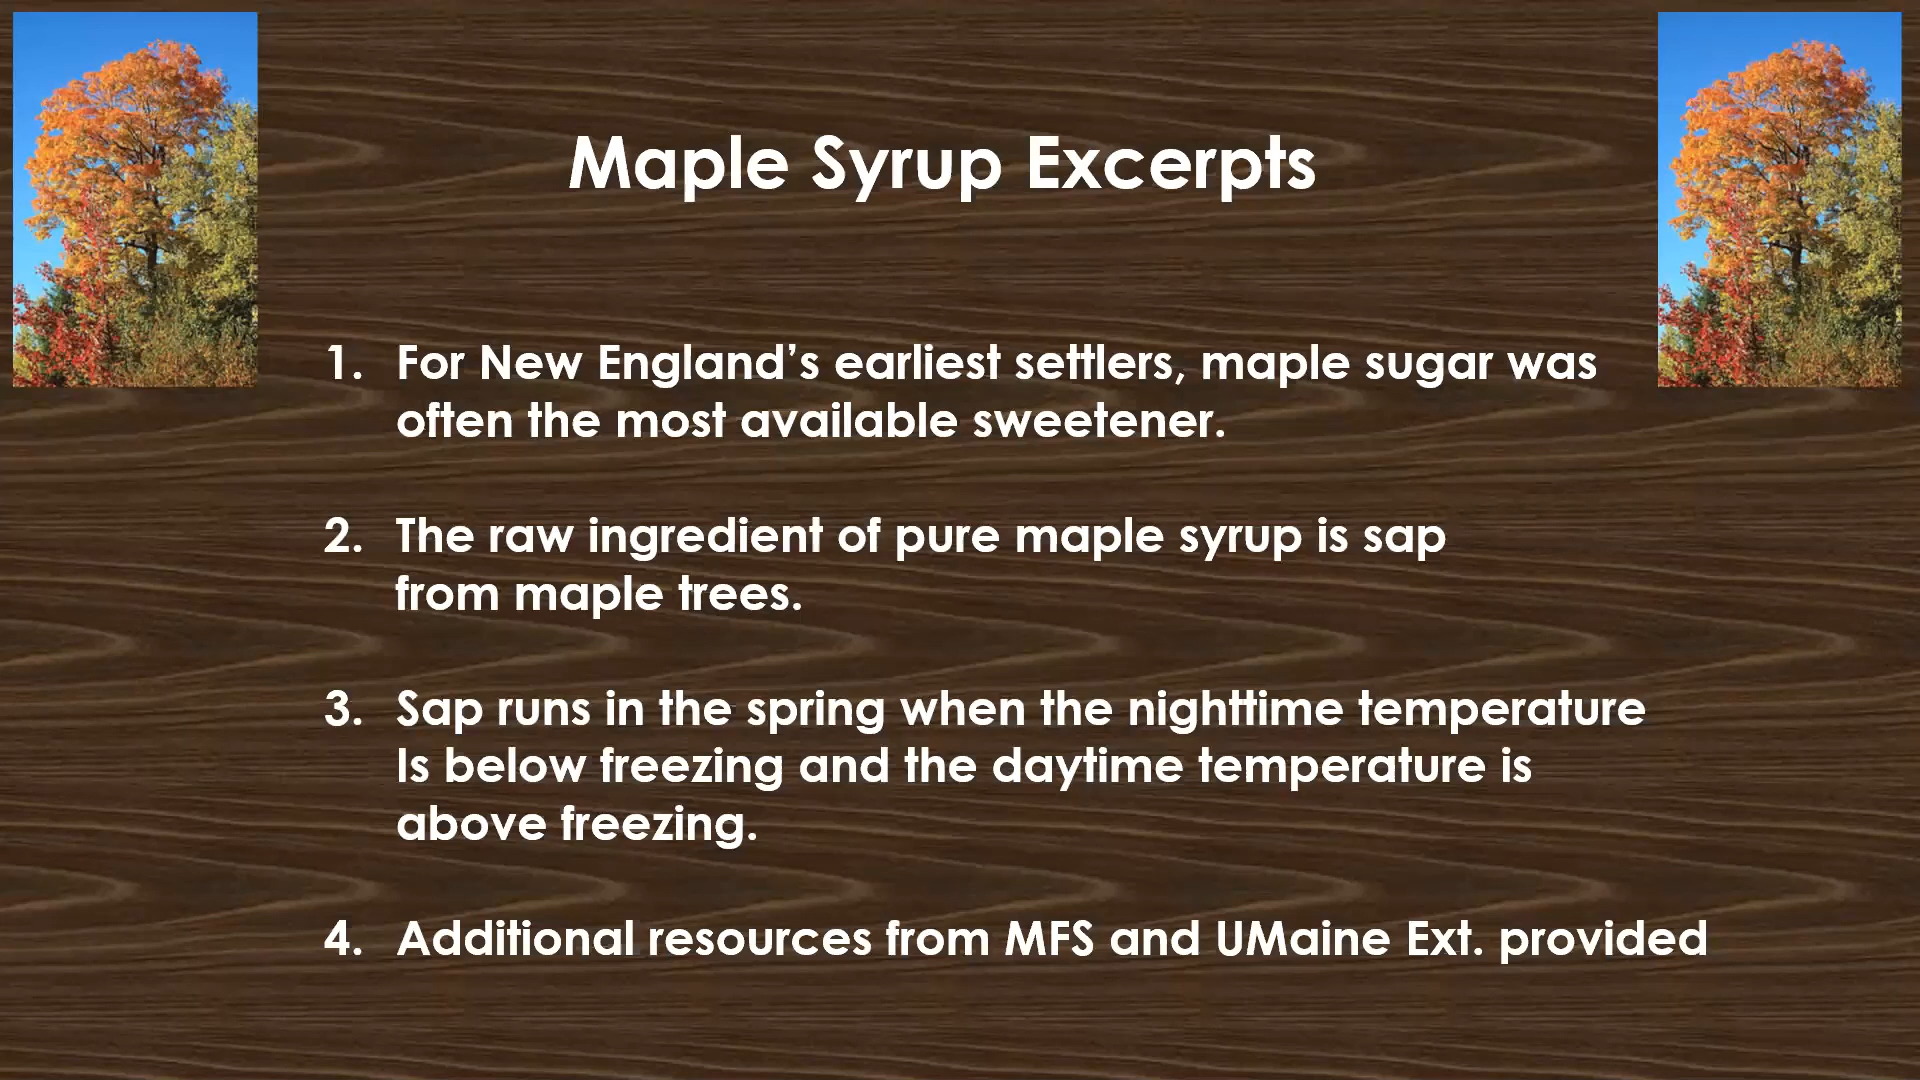 Maple Syrup Excerpts
1. For New England’s earliest settlers, maple sugar was
often the most available sweetener.
2. The raw ingredient of pure maple syrup is sap
from maple trees.
3. Sap runs in the spring when the nighttime temperature
Is below freezing and the daytime temperature is
above freezing.
4. Additional resources from MFS and UMaine Ext. provided